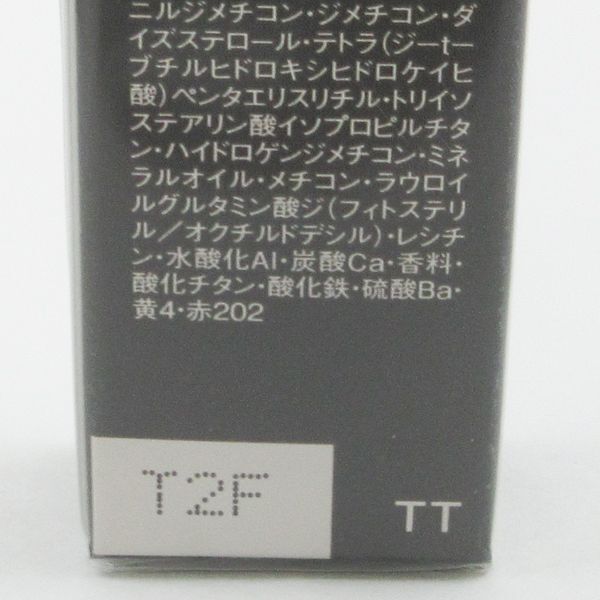 ニルジメチコン・ジメチコン・ダ
イズステロール・テトラ(ジーtー
ブチルヒドロキシヒドロケイヒ
酸)ペンタエリスリチル・トリイソ
ステアリン酸イソプロピルチタ
ン・ハイドロゲンジメチコン・ミネ
ラルオイル・メチコン・ラウロイ
ルグルタミン酸ジ(フィトステリ
ル/オクチルドデシル)・レシチ
ン・水酸化Al・炭酸Ca・香料・
酸化チタン・酸化鉄・硫酸Ba・
黄4・赤202
T2F
TT